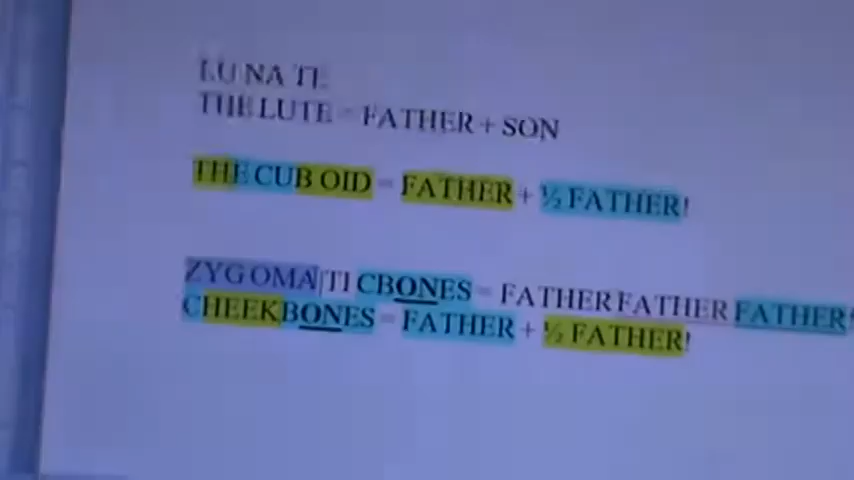 LU NA TE
THE LUTE = FATHER + SON
THE CUB OID = FATHER + ½ FATHER!
ZYGOMA TI CBONES = FATHER FATHER FATHER!
CHEEKBONES = FATHER + ½ FATHER!